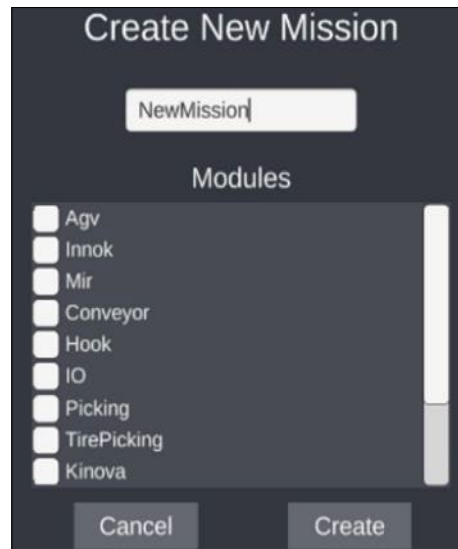 Create New Mission
NewMission
Modules
Agv
Innok
Mir
Conveyor
Hook
IO
Picking
TirePicking
Kinova
Cancel
Create